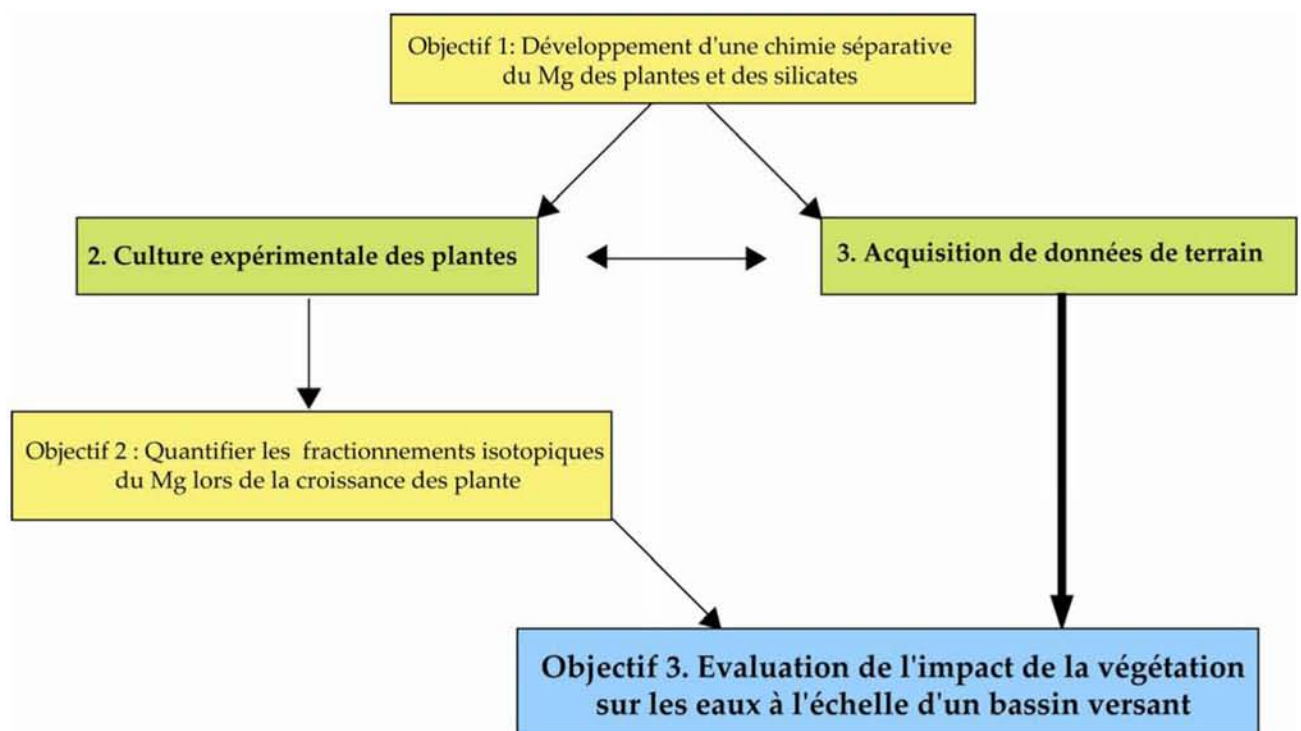 Objectif 1: Développement d'une chimie séparative
du Mg des plantes et des silicates
2. Culture expérimentale des plantes
3. Acquisition de données de terrain
Objectif 2 : Quantifier les fractionnements isotopiques
du Mg lors de la croissance des plante
Objectif 3. Evaluation de l'impact de la végétation
sur les eaux à l'échelle d'un bassin versant